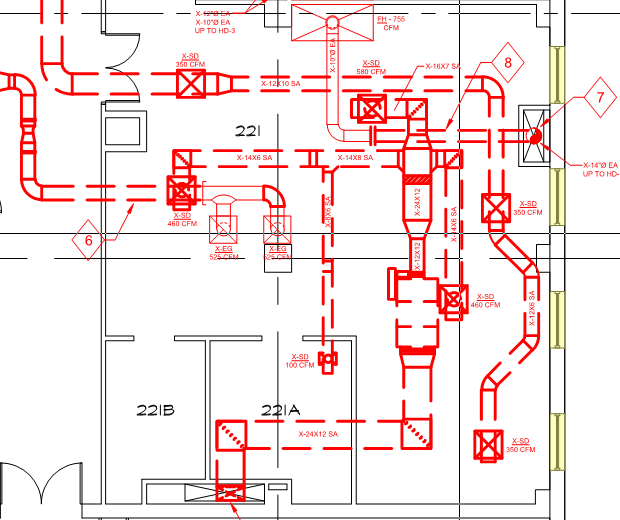 X-12"Ø EA
X-10"Ø EA
UP TO HD-3
FH - 755
CFM
X-10"Ø EA
X-SD
350 CFM
X-12X10 SA
X-SD
580 CFM
X-16X7 SA
8
7
221
X-14X6 SA
X-14X8 SA
X-14"Ø EA
UP TO HD-
X-24X12
X-8X6 SA
X-14X6 SA
X-SD
460 CFM
X-SD
350 CFM
6
X-EG
525 CFM
X-EG
525 CFM
X-12X12
X-SD
460 CFM
X-12X6 SA
X-SD
100 CFM
221B
221A
X-24X12 SA
X-SD
350 CFM